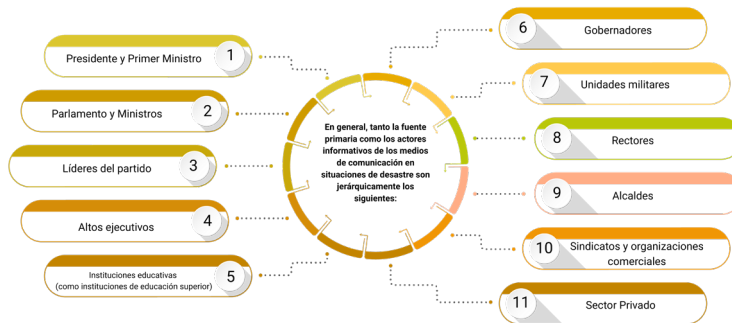 En general, tanto la fuente
primaria como los actores
informativos de los medios
de comunicación en
situaciones de desastre son
jerárquicamente los
siguientes:
Presidente y Primer Ministro
1
Parlamento y Ministros
2
Líderes del partido
3
Altos ejecutivos
4
Instituciones educativas
(como instituciones de educación superior)
5
6
Gobernadores
7
Unidades militares
8
Rectores
9
Alcaldes
10
Sindicatos y organizaciones
comerciales
11
Sector Privado